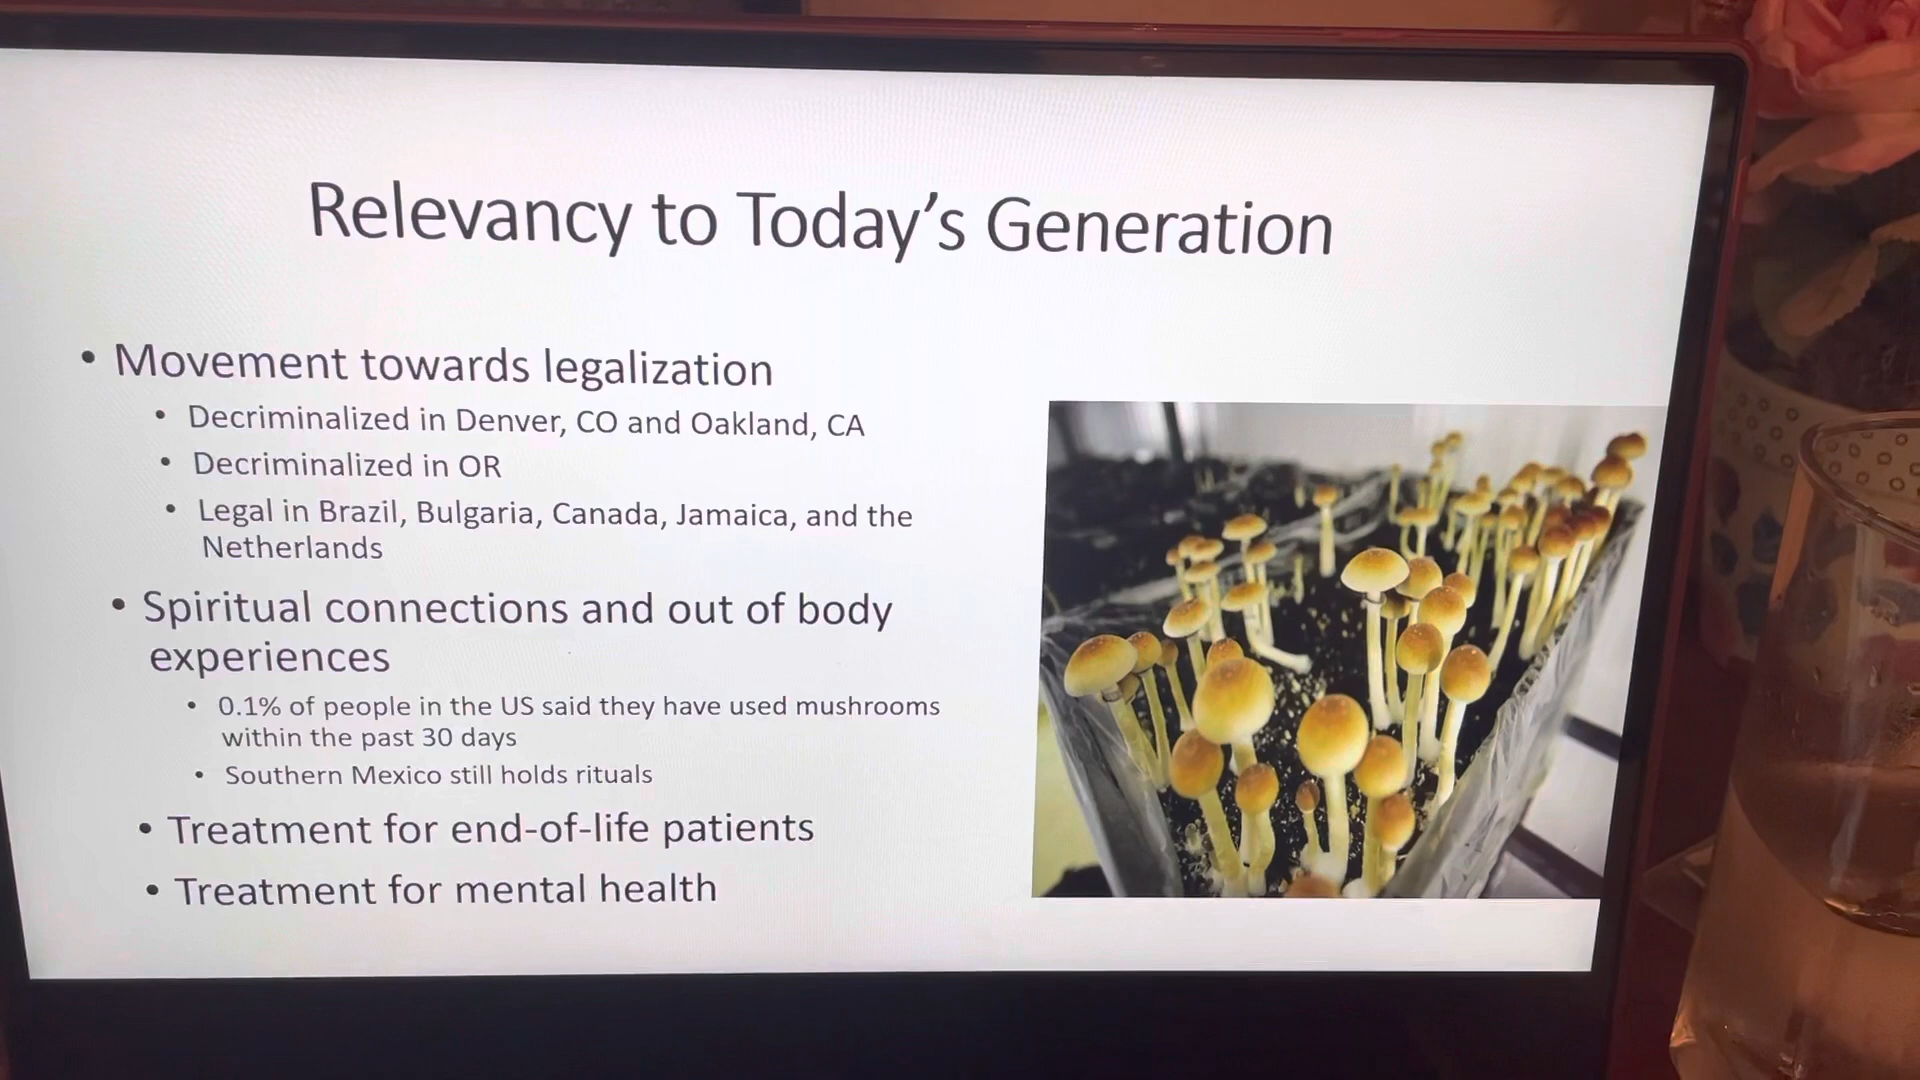 Relevancy to Today's Generation
• Movement towards legalization
• Decriminalized in Denver, CO and Oakland, CA
• Decriminalized in OR
• Legal in Brazil, Bulgaria, Canada, Jamaica, and the
Netherlands
• Spiritual connections and out of body
experiences
• 0.1% of people in the US said they have used mushrooms
within the past 30 days
• Southern Mexico still holds rituals
• Treatment for end-of-life patients
• Treatment for mental health